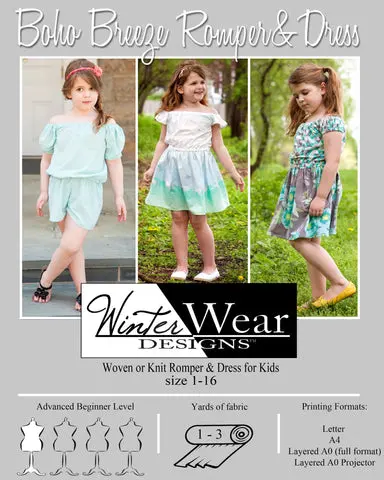 Boho Breeze Romper & Dress
Winter Wear
DESIGNS™
Woven or Knit Romper & Dress for Kids
size 1-16
Advanced Beginner Level
Yards of fabric
1 - 3
Printing Formats:
Letter
A4
Layered A0 (full format)
Layered A0 Projector